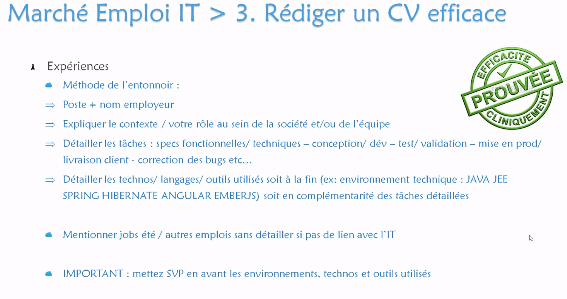 Marché Emploi IT > 3. Rédiger un CV efficace
Expériences
Méthode de l'entonnoir :
⇒ Poste + nom employeur
⇒ Expliquer le contexte / votre rôle au sein de la société et/ou de l'équipe
⇒ Détailler les tâches : specs fonctionnelles/ techniques – conception/ dév – test/ validation – mise en prod/
livraison client - correction des bugs etc...
⇒ Détailler les technos/ langages/ outils utilisés soit à la fin (ex: environnement technique : JAVA JEE
SPRING HIBERNATE ANGULAR EMBERJS) soit en complémentarité des tâches détaillées
Mentionner jobs été / autres emplois sans détailler si pas de lien avec l'IT
IMPORTANT : mettez SVP en avant les environnements, technos et outils utilisés
EFFICACITE
PROUVÉE
CLINIQUEMENT